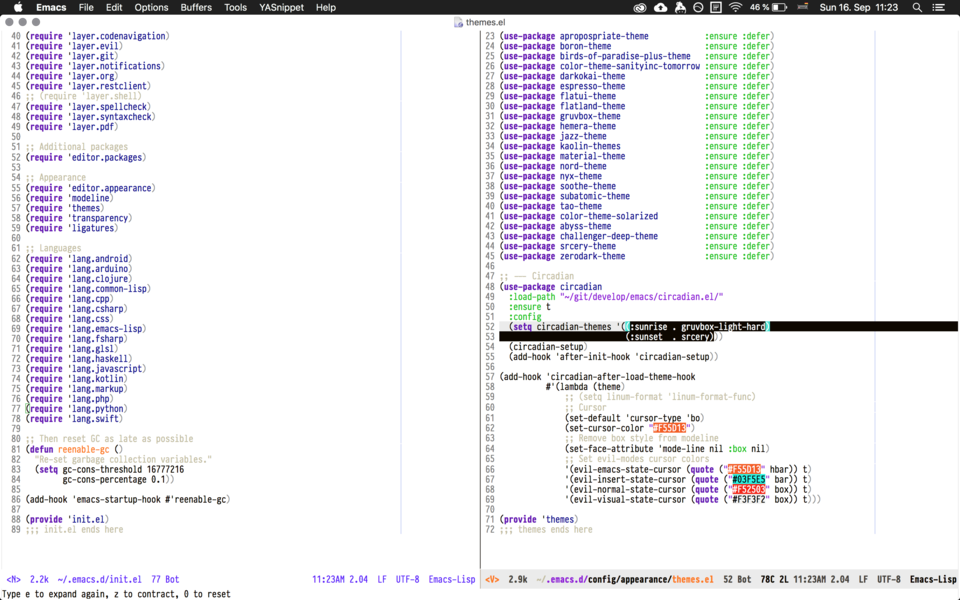 Emacs File Edit Options Buffers Tools YASnippet Help 46 % Sun 16. Sep 11:23
themes.el
40 (require 'layer.codenavigation)
41 (require 'layer.evil)
42 (require 'layer.git)
43 (require 'layer.notifications)
44 (require 'layer.org)
45 (require 'layer.restclient)
46 ;; (require 'layer.shell)
47 (require 'layer.spellcheck)
48 (require 'layer.syntaxcheck)
49 (require 'layer.pdf)
50
51 ;; Additional packages
52 (require 'editor.packages)
53
54 ;; Appearance
55 (require 'editor.appearance)
56 (require 'modeline)
57 (require 'themes)
58 (require 'transparency)
59 (require 'ligatures)
60
61 ;; Languages
62 (require 'lang.android)
63 (require 'lang.arduino)
64 (require 'lang.clojure)
65 (require 'lang.common-lisp)
66 (require 'lang.cpp)
67 (require 'lang.csharp)
68 (require 'lang.css)
69 (require 'lang.emacs-lisp)
70 (require 'lang.fsharp)
71 (require 'lang.glsl)
72 (require 'lang.haskell)
73 (require 'lang.javascript)
74 (require 'lang.kotlin)
75 (require 'lang.markup)
76 (require 'lang.php)
77 (require 'lang.python)
78 (require 'lang.swift)
79
80 ;; Then reset GC as late as possible
81 (defun reenable-gc ()
82 "Re-set garbage collection variables."
83 (setq gc-cons-threshold 16777216
84 gc-cons-percentage 0.1))
85
86 (add-hook 'emacs-startup-hook #'reenable-gc)
87
88 (provide 'init.el)
89 ;;; init.el ends here
<N> 2.2k ~/.emacs.d/init.el 77 Bot 11:23AM 2.04 LF UTF-8 Emacs-Lisp
23 (use-package apropospriate-theme :ensure :defer)
24 (use-package boron-theme :ensure :defer)
25 (use-package birds-of-paradise-plus-theme :ensure :defer)
26 (use-package color-theme-sanityinc-tomorrow :ensure :defer)
27 (use-package darkokai-theme :ensure :defer)
28 (use-package espresso-theme :ensure :defer)
29 (use-package flatui-theme :ensure :defer)
30 (use-package flatland-theme :ensure :defer)
31 (use-package gruvbox-theme :ensure :defer)
32 (use-package hemera-theme :ensure :defer)
33 (use-package jazz-theme :ensure :defer)
34 (use-package kaolin-themes :ensure :defer)
35 (use-package material-theme :ensure :defer)
36 (use-package nord-theme :ensure :defer)
37 (use-package nyx-theme :ensure :defer)
38 (use-package soothe-theme :ensure :defer)
39 (use-package subatomic-theme :ensure :defer)
40 (use-package tao-theme :ensure :defer)
41 (use-package color-theme-solarized :ensure :defer)
42 (use-package abyss-theme :ensure :defer)
43 (use-package challenger-deep-theme :ensure :defer)
44 (use-package srcery-theme :ensure :defer)
45 (use-package zerodark-theme :ensure :defer)
46
47 ;; —— Circadian
48 (use-package circadian
49 :load-path "~/git/develop/emacs/circadian.el/"
50 :ensure t
51 :config
52 (setq circadian-themes '((:sunrise . gruvbox-light-hard)
53 (:sunset . srcery)))
54 (circadian-setup)
55 (add-hook 'after-init-hook 'circadian-setup))
56
57 (add-hook 'circadian-after-load-theme-hook
58 #'(lambda (theme)
59 ;; (setq linum-format 'linum-format-func)
60 ;; Cursor
61 (set-default 'cursor-type 'bo)
62 (set-cursor-color "#F55D13")
63 ;; Remove box style from modeline
64 (set-face-attribute 'mode-line nil :box nil)
65 ;; Set evil-modes cursor colors
66 '(evil-emacs-state-cursor (quote ("#F55D13" hbar)) t)
67 '(evil-insert-state-cursor (quote ("#03F5E5" bar)) t)
68 '(evil-normal-state-cursor (quote ("#F52503" box)) t)
69 '(evil-visual-state-cursor (quote ("#F3F3F2" box)) t)))
70
71 (provide 'themes)
72 ;;; themes ends here
<V> 2.9k ~/.emacs.d/config/appearance/themes.el 52 Bot 78C 2L 11:23AM 2.04 LF UTF-8 Emacs-Lisp
Type e to expand again, z to contract, 0 to reset